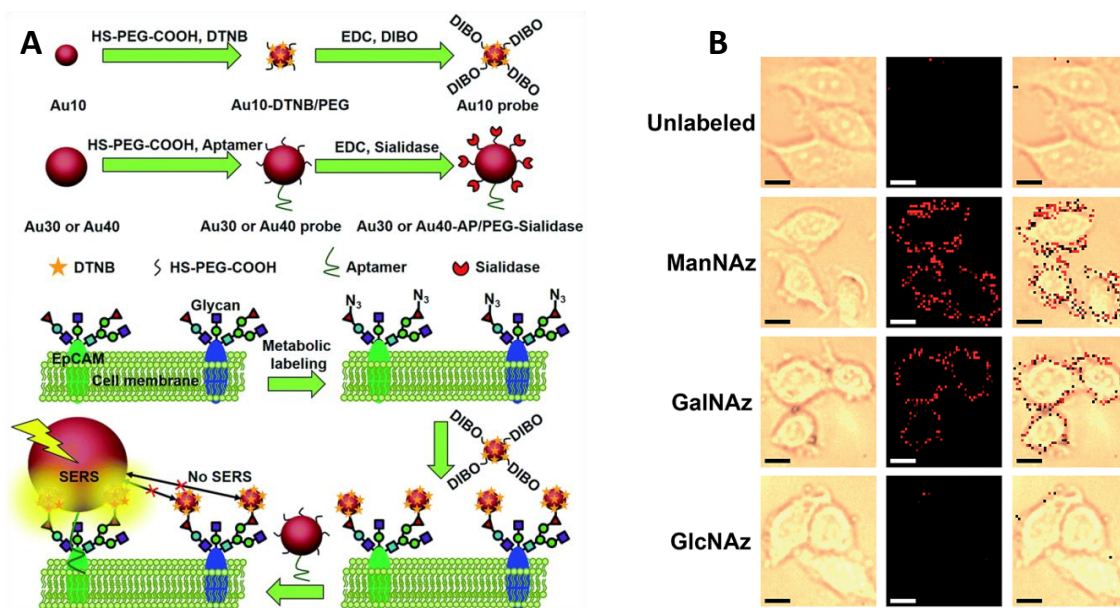 A
HS-PEG-COOH, DTNB
EDC, DIBO
DIBO
DIBO
DIBO
DIBO
Au10
Au10-DTNB/PEG
Au10 probe
HS-PEG-COOH, Aptamer
EDC, Sialidase
Au30 or Au40
Au30 or Au40 probe
Au30 or Au40-AP/PEG-Sialidase
DTNB
HS-PEG-COOH
Aptamer
Sialidase
Glycan
N3
N3
N3
N3
EpCAM
Cell membrane
Metabolic
labeling
DIBO
DIBO
DIBO
DIBO
SERS
No SERS
B
Unlabeled
ManNAz
GalNAz
GlcNAz